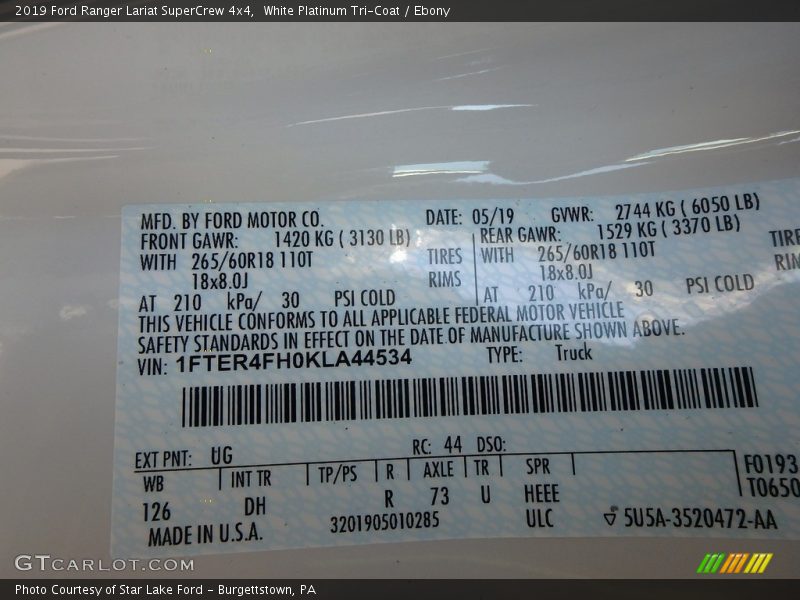 2019 Ford Ranger Lariat SuperCrew 4x4,  White Platinum Tri-Coat / Ebony
MFD. BY FORD MOTOR CO. DATE: 05/19 GVWR: 2744 KG ( 6050 LB)
FRONT GAWR: 1420 KG ( 3130 LB) REAR GAWR: 1529 KG ( 3370 LB)
WITH 265/60R18 110T TIRES WITH 265/60R18 110T TIRE
18x8.0J RIMS 18x8.0J RIM
AT 210 kPa/ 30 PSI COLD AT 210 kPa/ 30 PSI COLD
THIS VEHICLE CONFORMS TO ALL APPLICABLE FEDERAL MOTOR VEHICLE
SAFETY STANDARDS IN EFFECT ON THE DATE OF MANUFACTURE SHOWN ABOVE.
VIN: 1FTER4FH0KLA44534 TYPE: Truck
EXT PNT: UG RC: 44 DSO:
WB INT TR TP/PS R AXLE TR SPR F0193
126 DH R 73 U HEEE T0650
MADE IN U.S.A. 3201905010285 ULC 5U5A-3520472-AA
GTCARLOT.COM
Photo Courtesy of Star Lake Ford - Burgettstown, PA